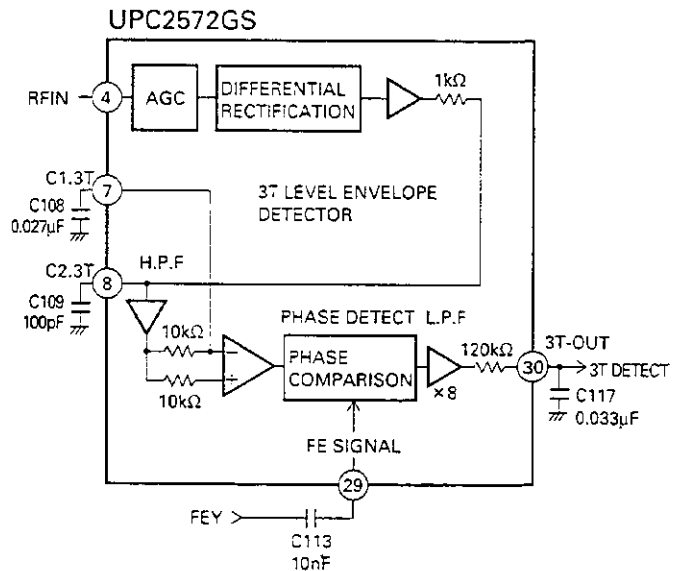 UPC2572GS
RFIN
4
AGC
DIFFERENTIAL
RECTIFICATION
1kΩ
C1.3T
7
C108
0.027µF
3T LEVEL ENVELOPE
DETECTOR
C2.3T
8
H.P.F
C109
100pF
10kΩ
10kΩ
−
+
PHASE DETECT L.P.F
PHASE
COMPARISON
×8
120kΩ
3T-OUT
30
3T DETECT
C117
0.033µF
FE SIGNAL
29
FEY
C113
10nF